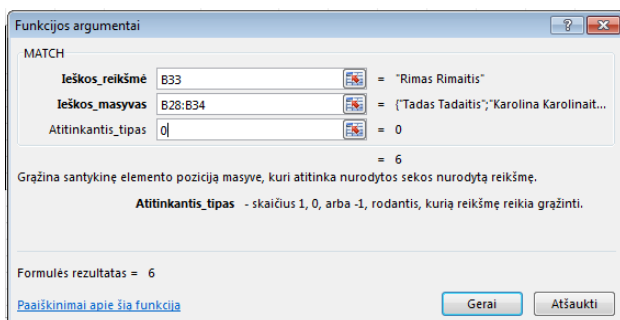 Funkcijos argumentai
MATCH
Ieškos_reikšmė B33 = "Rimas Rimaitis"
Ieškos_masyvas B28:B34 = {"Tadas Tadaitis";"Karolina Karolinait...
Atitinkantis_tipas 0 = 0
= 6
Grąžina santykinę elemento poziciją masyve, kuri atitinka nurodytos sekos nurodytą reikšmę.
Atitinkantis_tipas - skaičius 1, 0, arba -1, rodantis, kurią reikšmę reikia grąžinti.
Formulės rezultatas = 6
Paaiškinimai apie šia funkcija Gerai Atšaukti